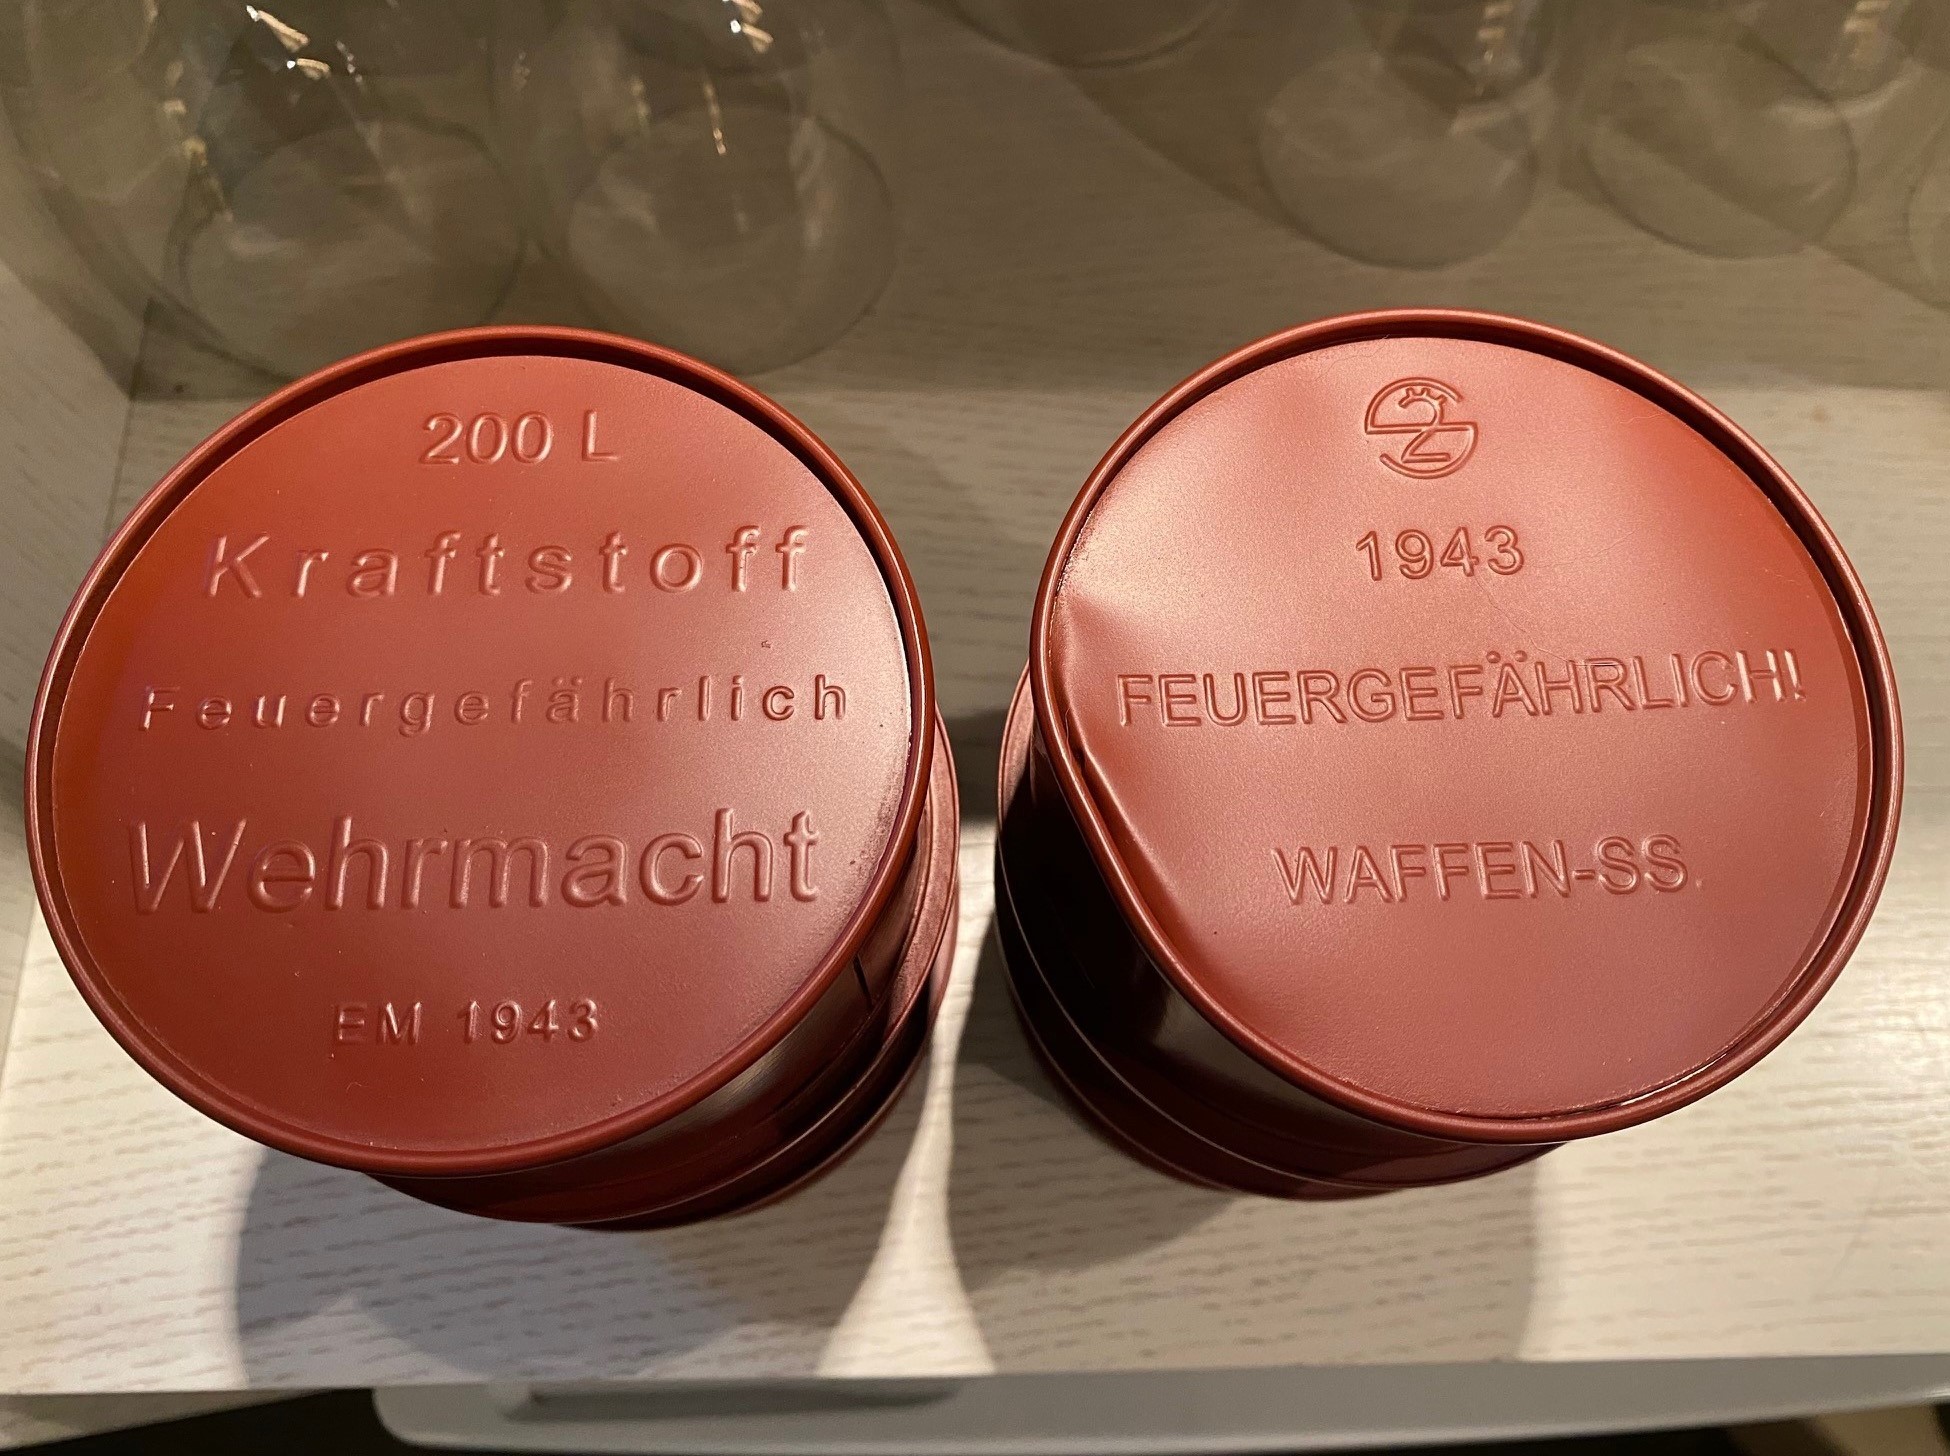 200 L
Kraftstoff
Feuergefährlich
Wehrmacht
EM 1943
1943
FEUERGEFÄHRLICH!
WAFFEN-SS